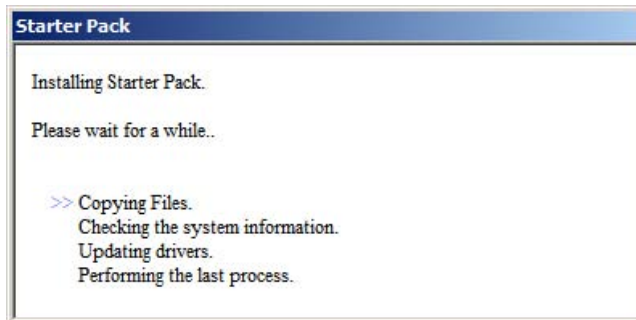 Starter Pack
Installing Starter Pack.
Please wait for a while..
>> Copying Files.
Checking the system information.
Updating drivers.
Performing the last process.